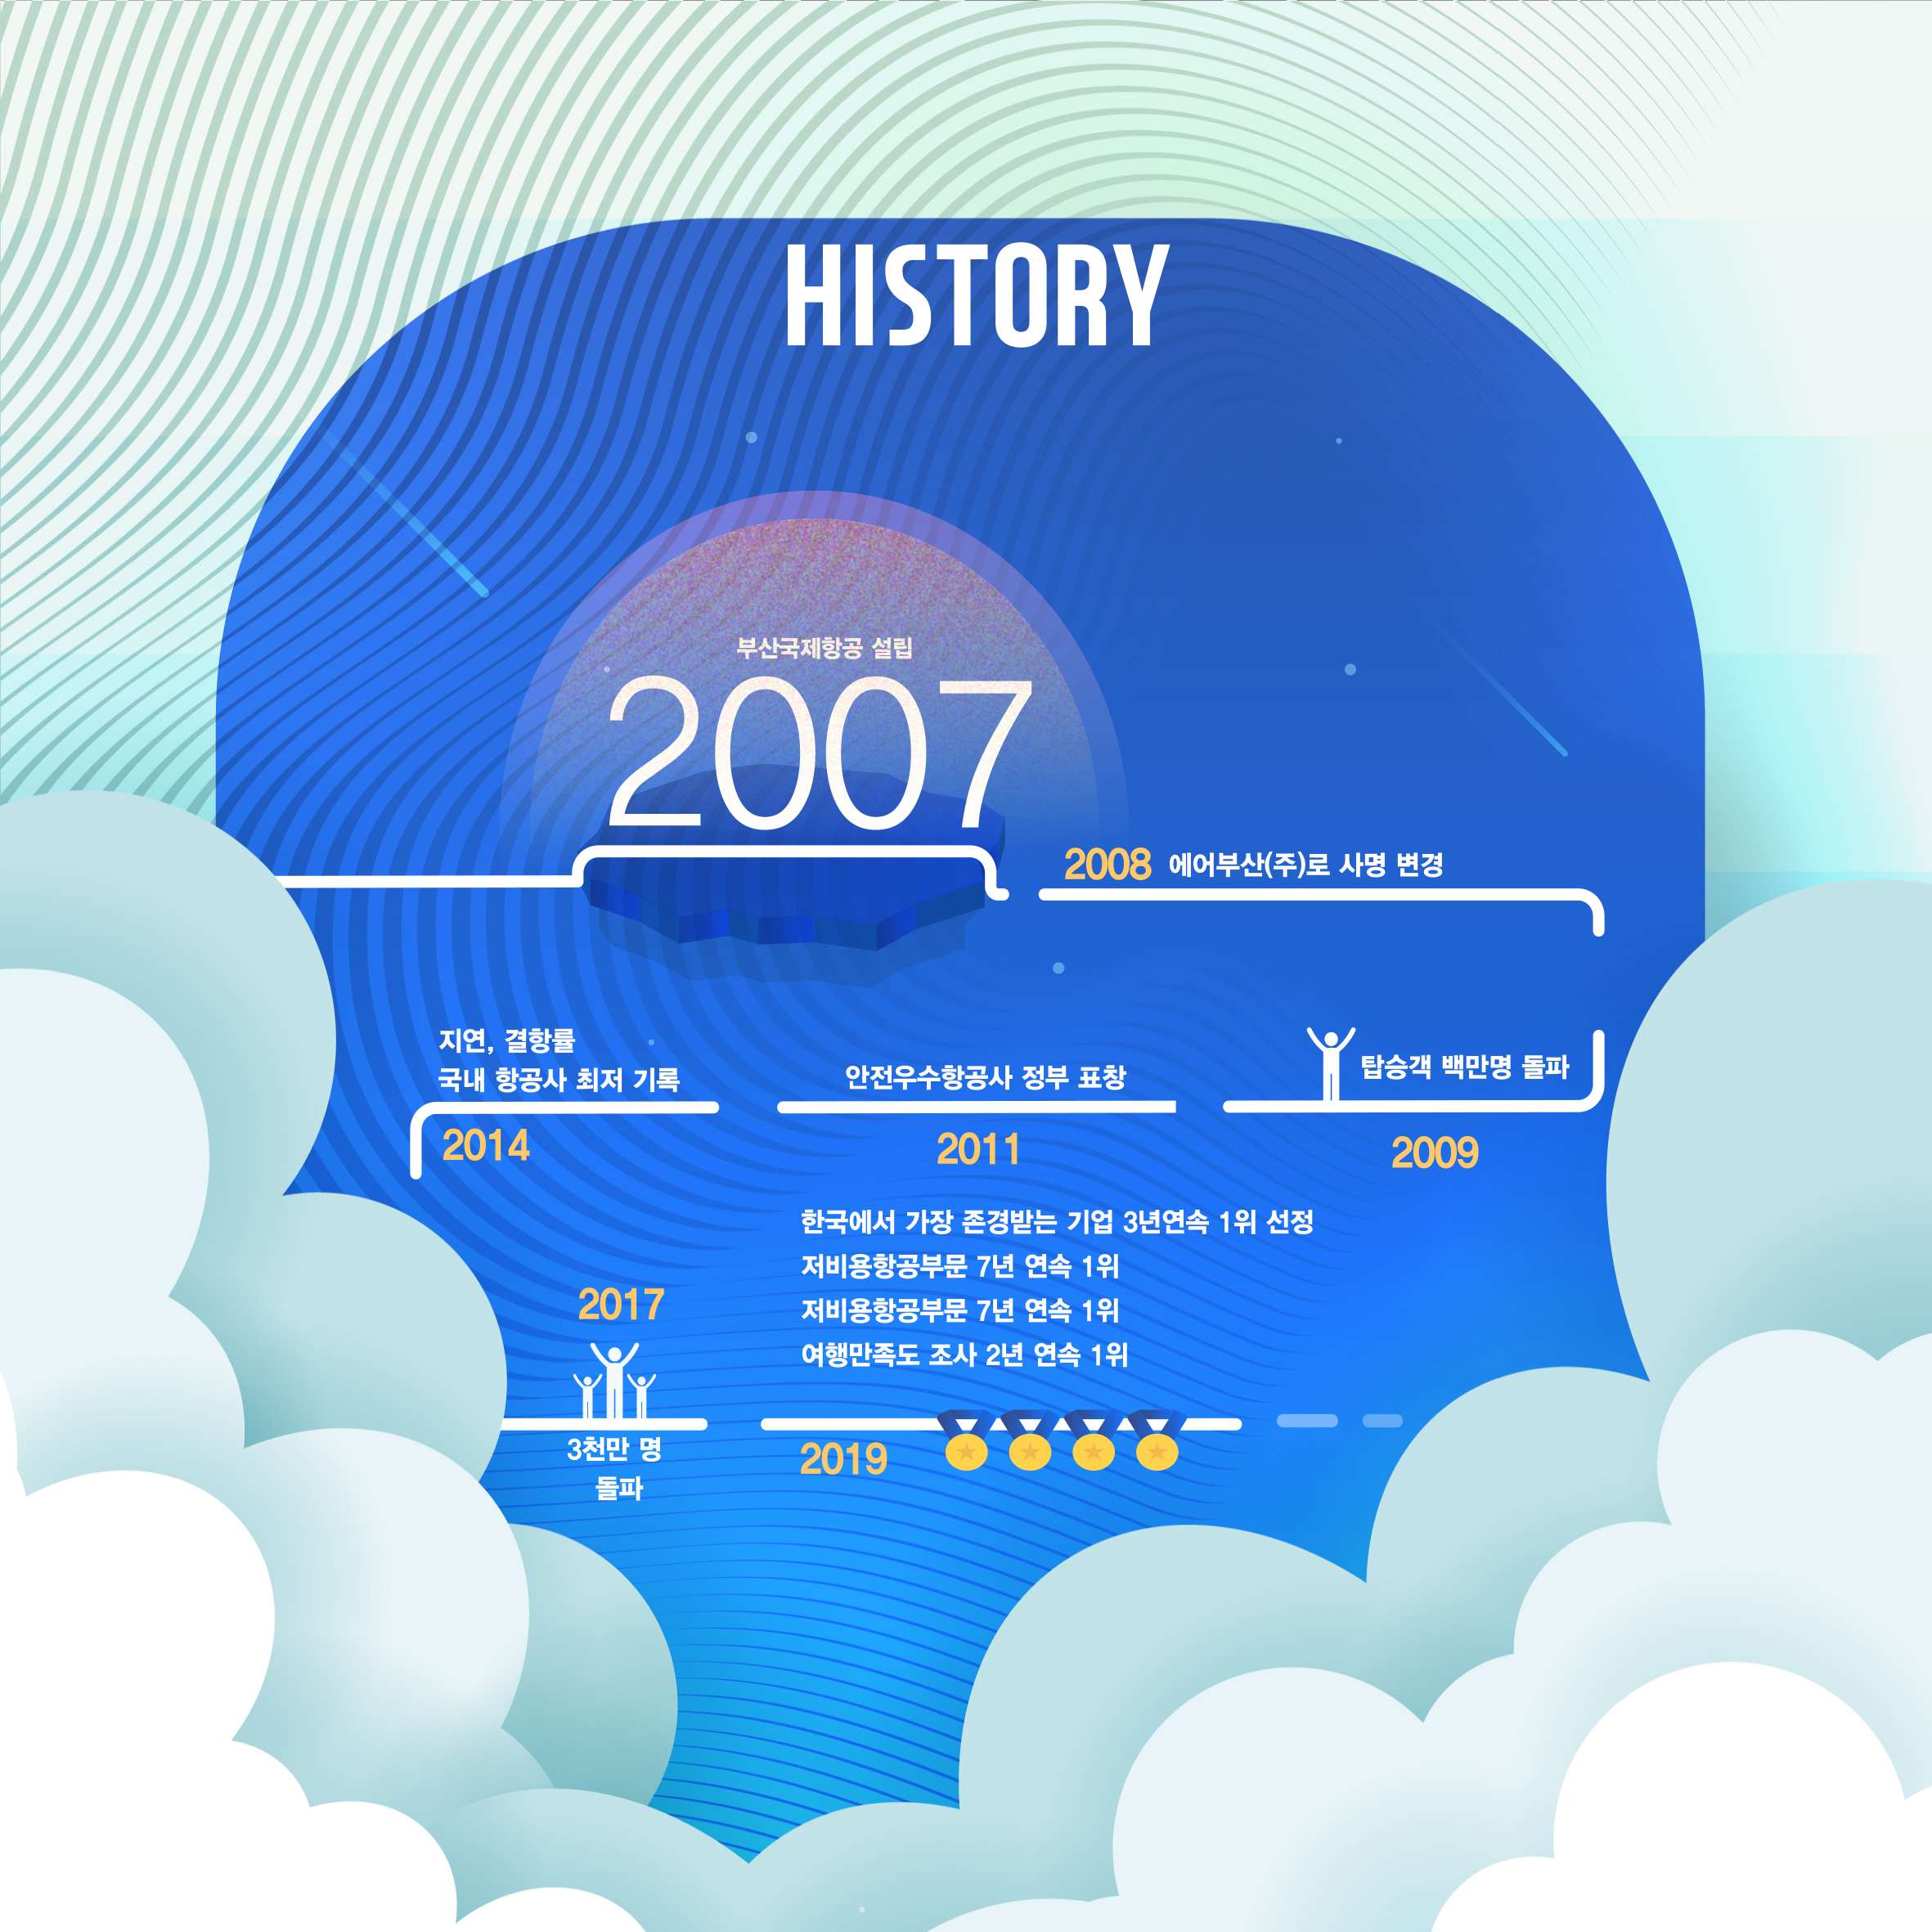 HISTORY
부산국제항공 설립
2007
2008 에어부산(주)로 사명 변경
탑승객 백만명 돌파
2009
안전우수항공사 정부 표창
2011
지연, 결항률
국내 항공사 최저 기록
2014
2017
3천만 명
돌파
한국에서 가장 존경받는 기업 3년연속 1위 선정
저비용항공부문 7년 연속 1위
저비용항공부문 7년 연속 1위
여행만족도 조사 2년 연속 1위
2019